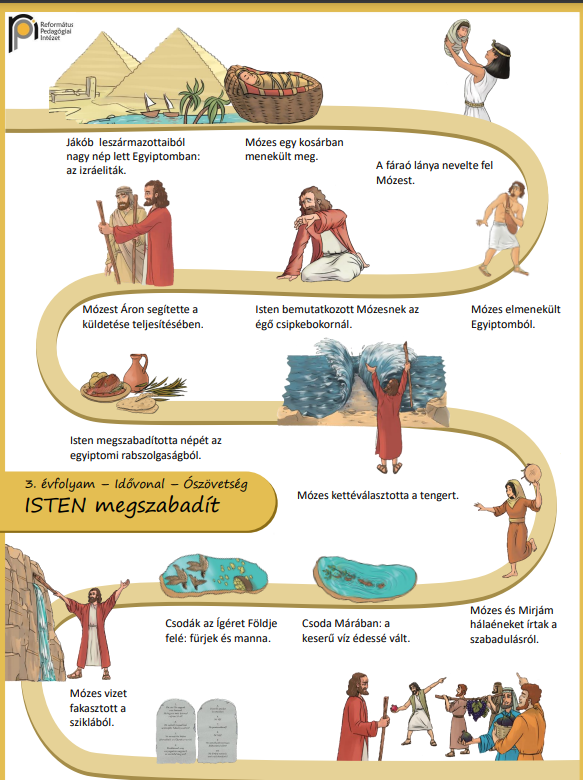 Református
Pedagógiai
Intézet
Jákób leszármazottaiból
nagy nép lett Egyiptomban:
az izráeliták.
Mózes egy kosárban
menekült meg.
A fáraó lánya nevelte fel
Mózest.
Mózest Áron segítette a
küldetése teljesítésében.
Isten bemutatkozott Mózesnek az
égő csipkebokornál.
Mózes elmenekült
Egyiptomból.
Isten megszabadította népét az
egyiptomi rabszolgaságból.
3. évfolyam – Idővonal – Ószövetség
ISTEN megszabadít
Mózes kettéválasztotta a tengert.
Csodák az Ígéret Földje
felé: fürjek és manna.
Csoda Márában: a
keserű víz édessé vált.
Mózes és Mirjám
hálaéneket írtak a
szabadulásról.
Mózes vizet
fakasztott a
sziklából.